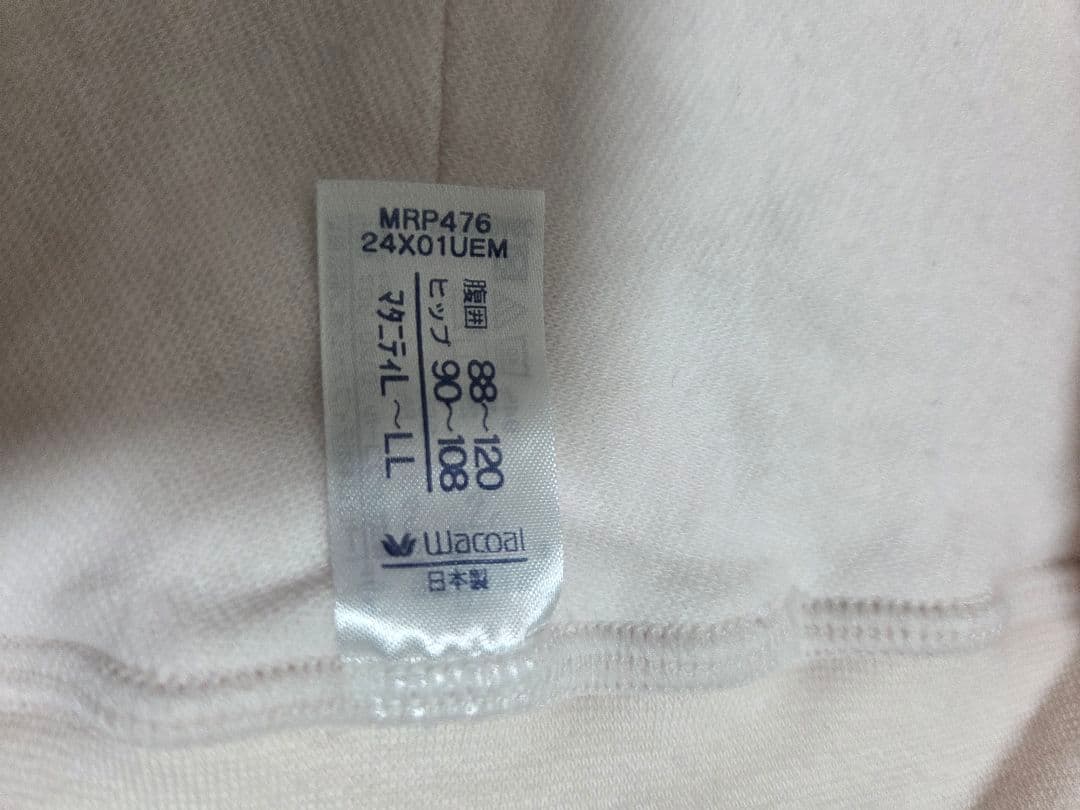 MRP476
24X01UEM
腹囲 88～120
ヒップ 90～108
マタニティL～LL
Wacoal
日本製